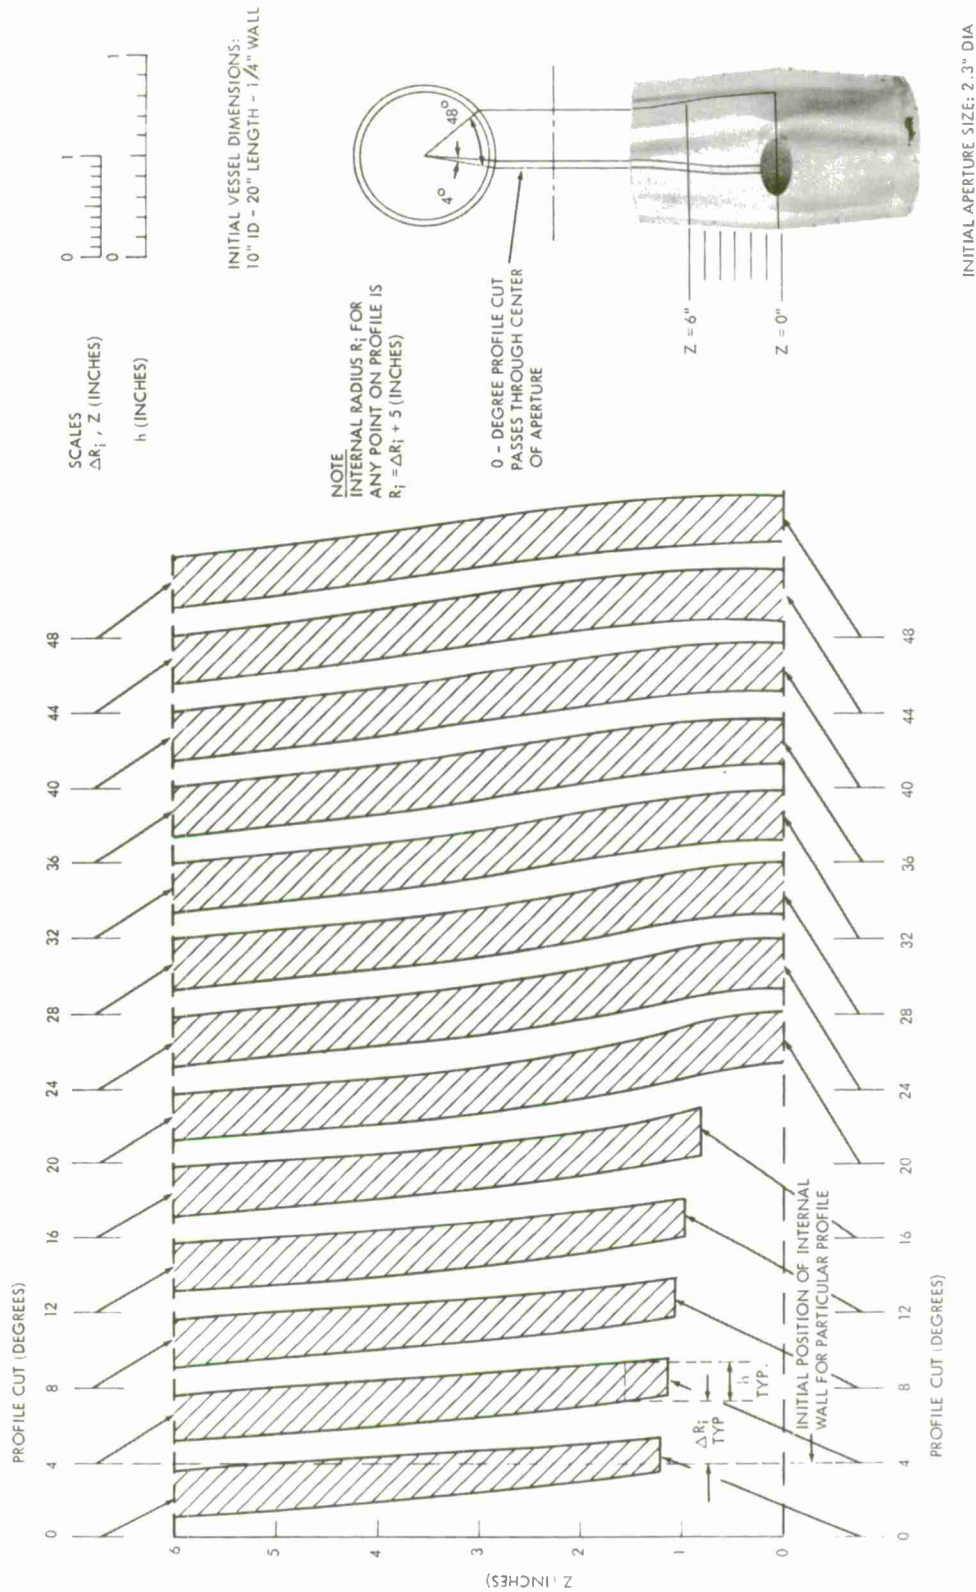 SCALES
ΔRᵢ , Z (INCHES)
0 1
h (INCHES)
0 1
INITIAL VESSEL DIMENSIONS:
10" ID - 20" LENGTH - 1/4" WALL
NOTE
INTERNAL RADIUS Rᵢ FOR
ANY POINT ON PROFILE IS
Rᵢ = ΔRᵢ + 5 (INCHES)
4° 48°
0 - DEGREE PROFILE CUT
PASSES THROUGH CENTER
OF APERTURE
Z = 6"
Z = 0"
INITIAL APERTURE SIZE: 2.3" DIA
PROFILE CUT (DEGREES)
0 4 8 12 16 20 24 28 32 36 40 44 48
Z (INCHES)
6
5
4
3
2
1
0
ΔRᵢ
TYP
h
TYP.
INITIAL POSITION OF INTERNAL
WALL FOR PARTICULAR PROFILE
0 4 8 12 16 20 24 28 32 36 40 44 48
PROFILE CUT (DEGREES)